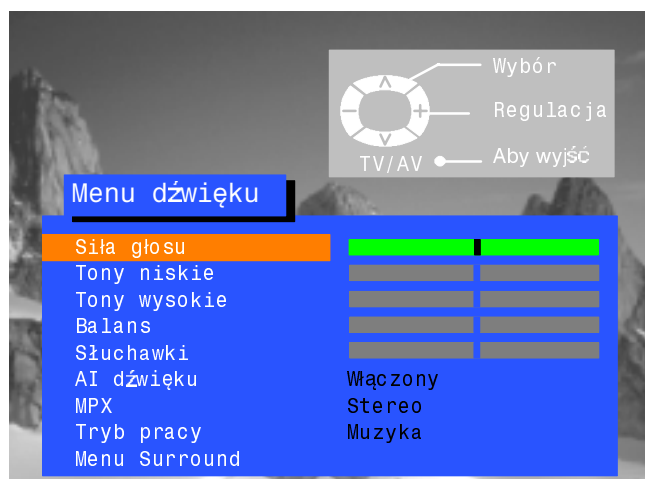 Wybór
Regulacja
TV/AV Aby wyjść
Menu dźwięku
Siła głosu
Tony niskie
Tony wysokie
Balans
Słuchawki
AI dźwięku Włączony
MPX Stereo
Tryb pracy Muzyka
Menu Surround